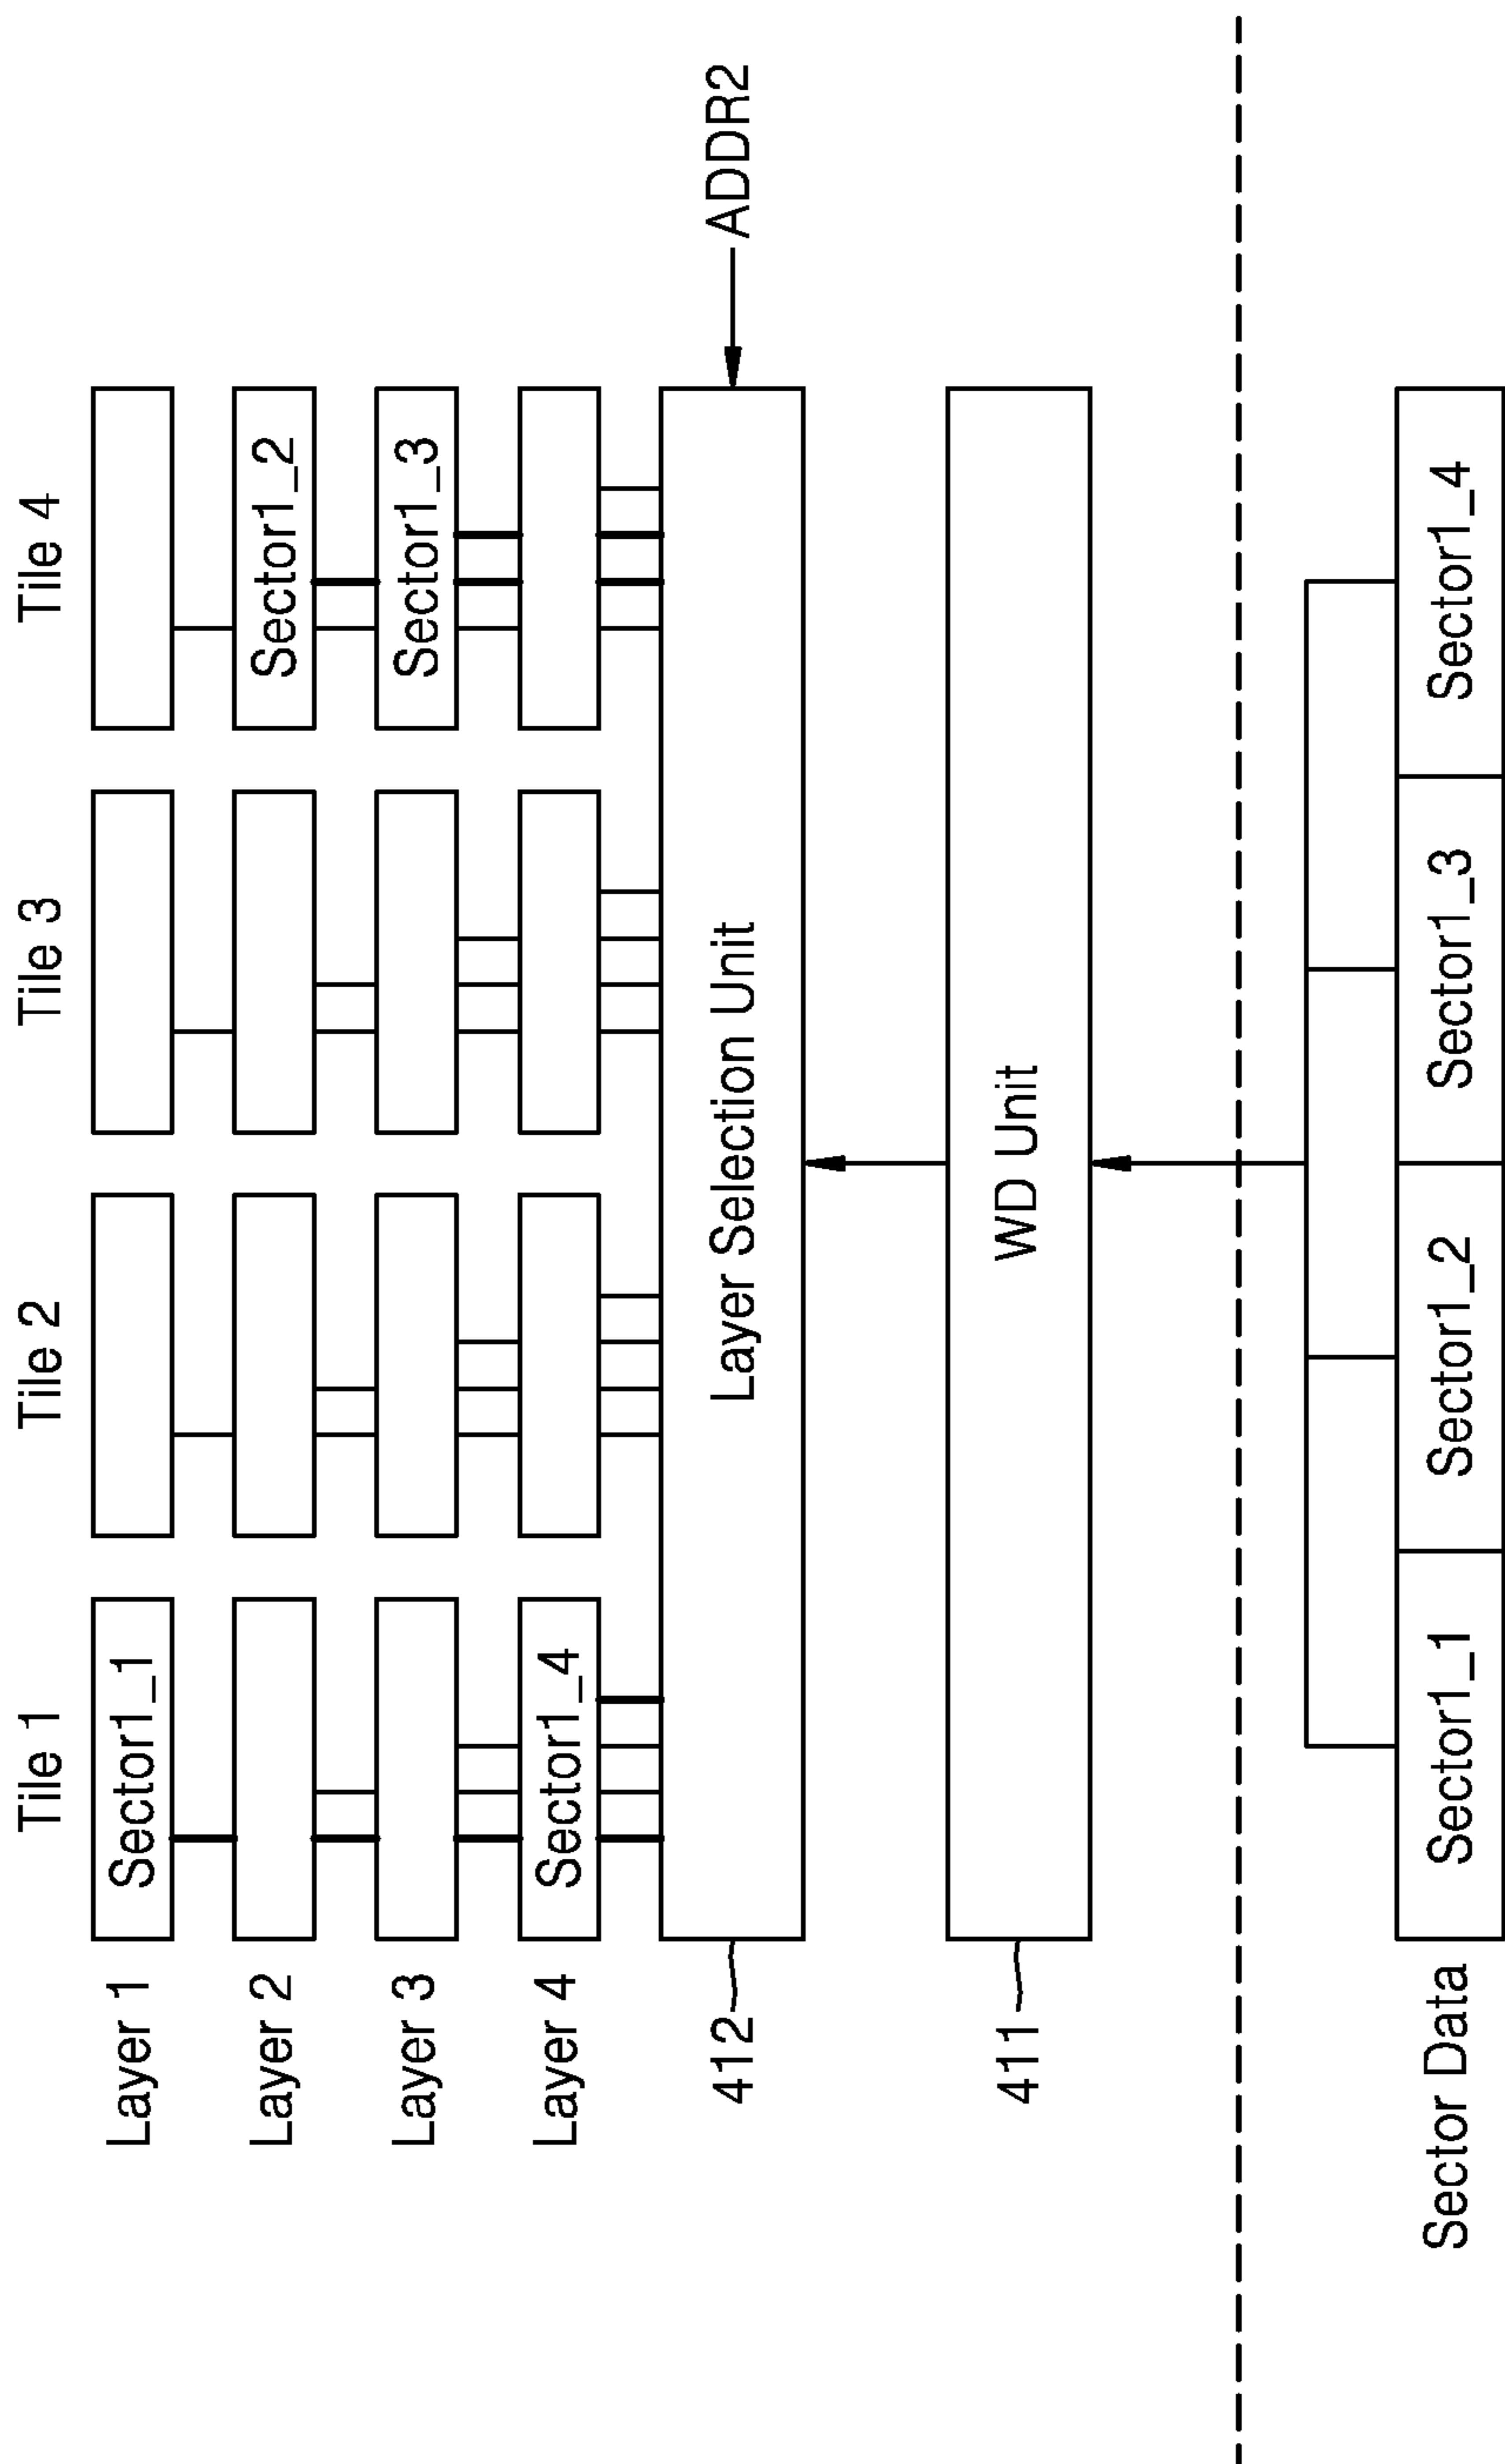 Tile 1
Tile 2
Tile 3
Tile 4
Layer 1
Sector1_1
Layer 2
Sector1_2
Layer 3
Sector1_3
Layer 4
Sector1_4
412
Layer Selection Unit
ADDR2
411
WD Unit
Sector Data
Sector1_1
Sector1_2
Sector1_3
Sector1_4